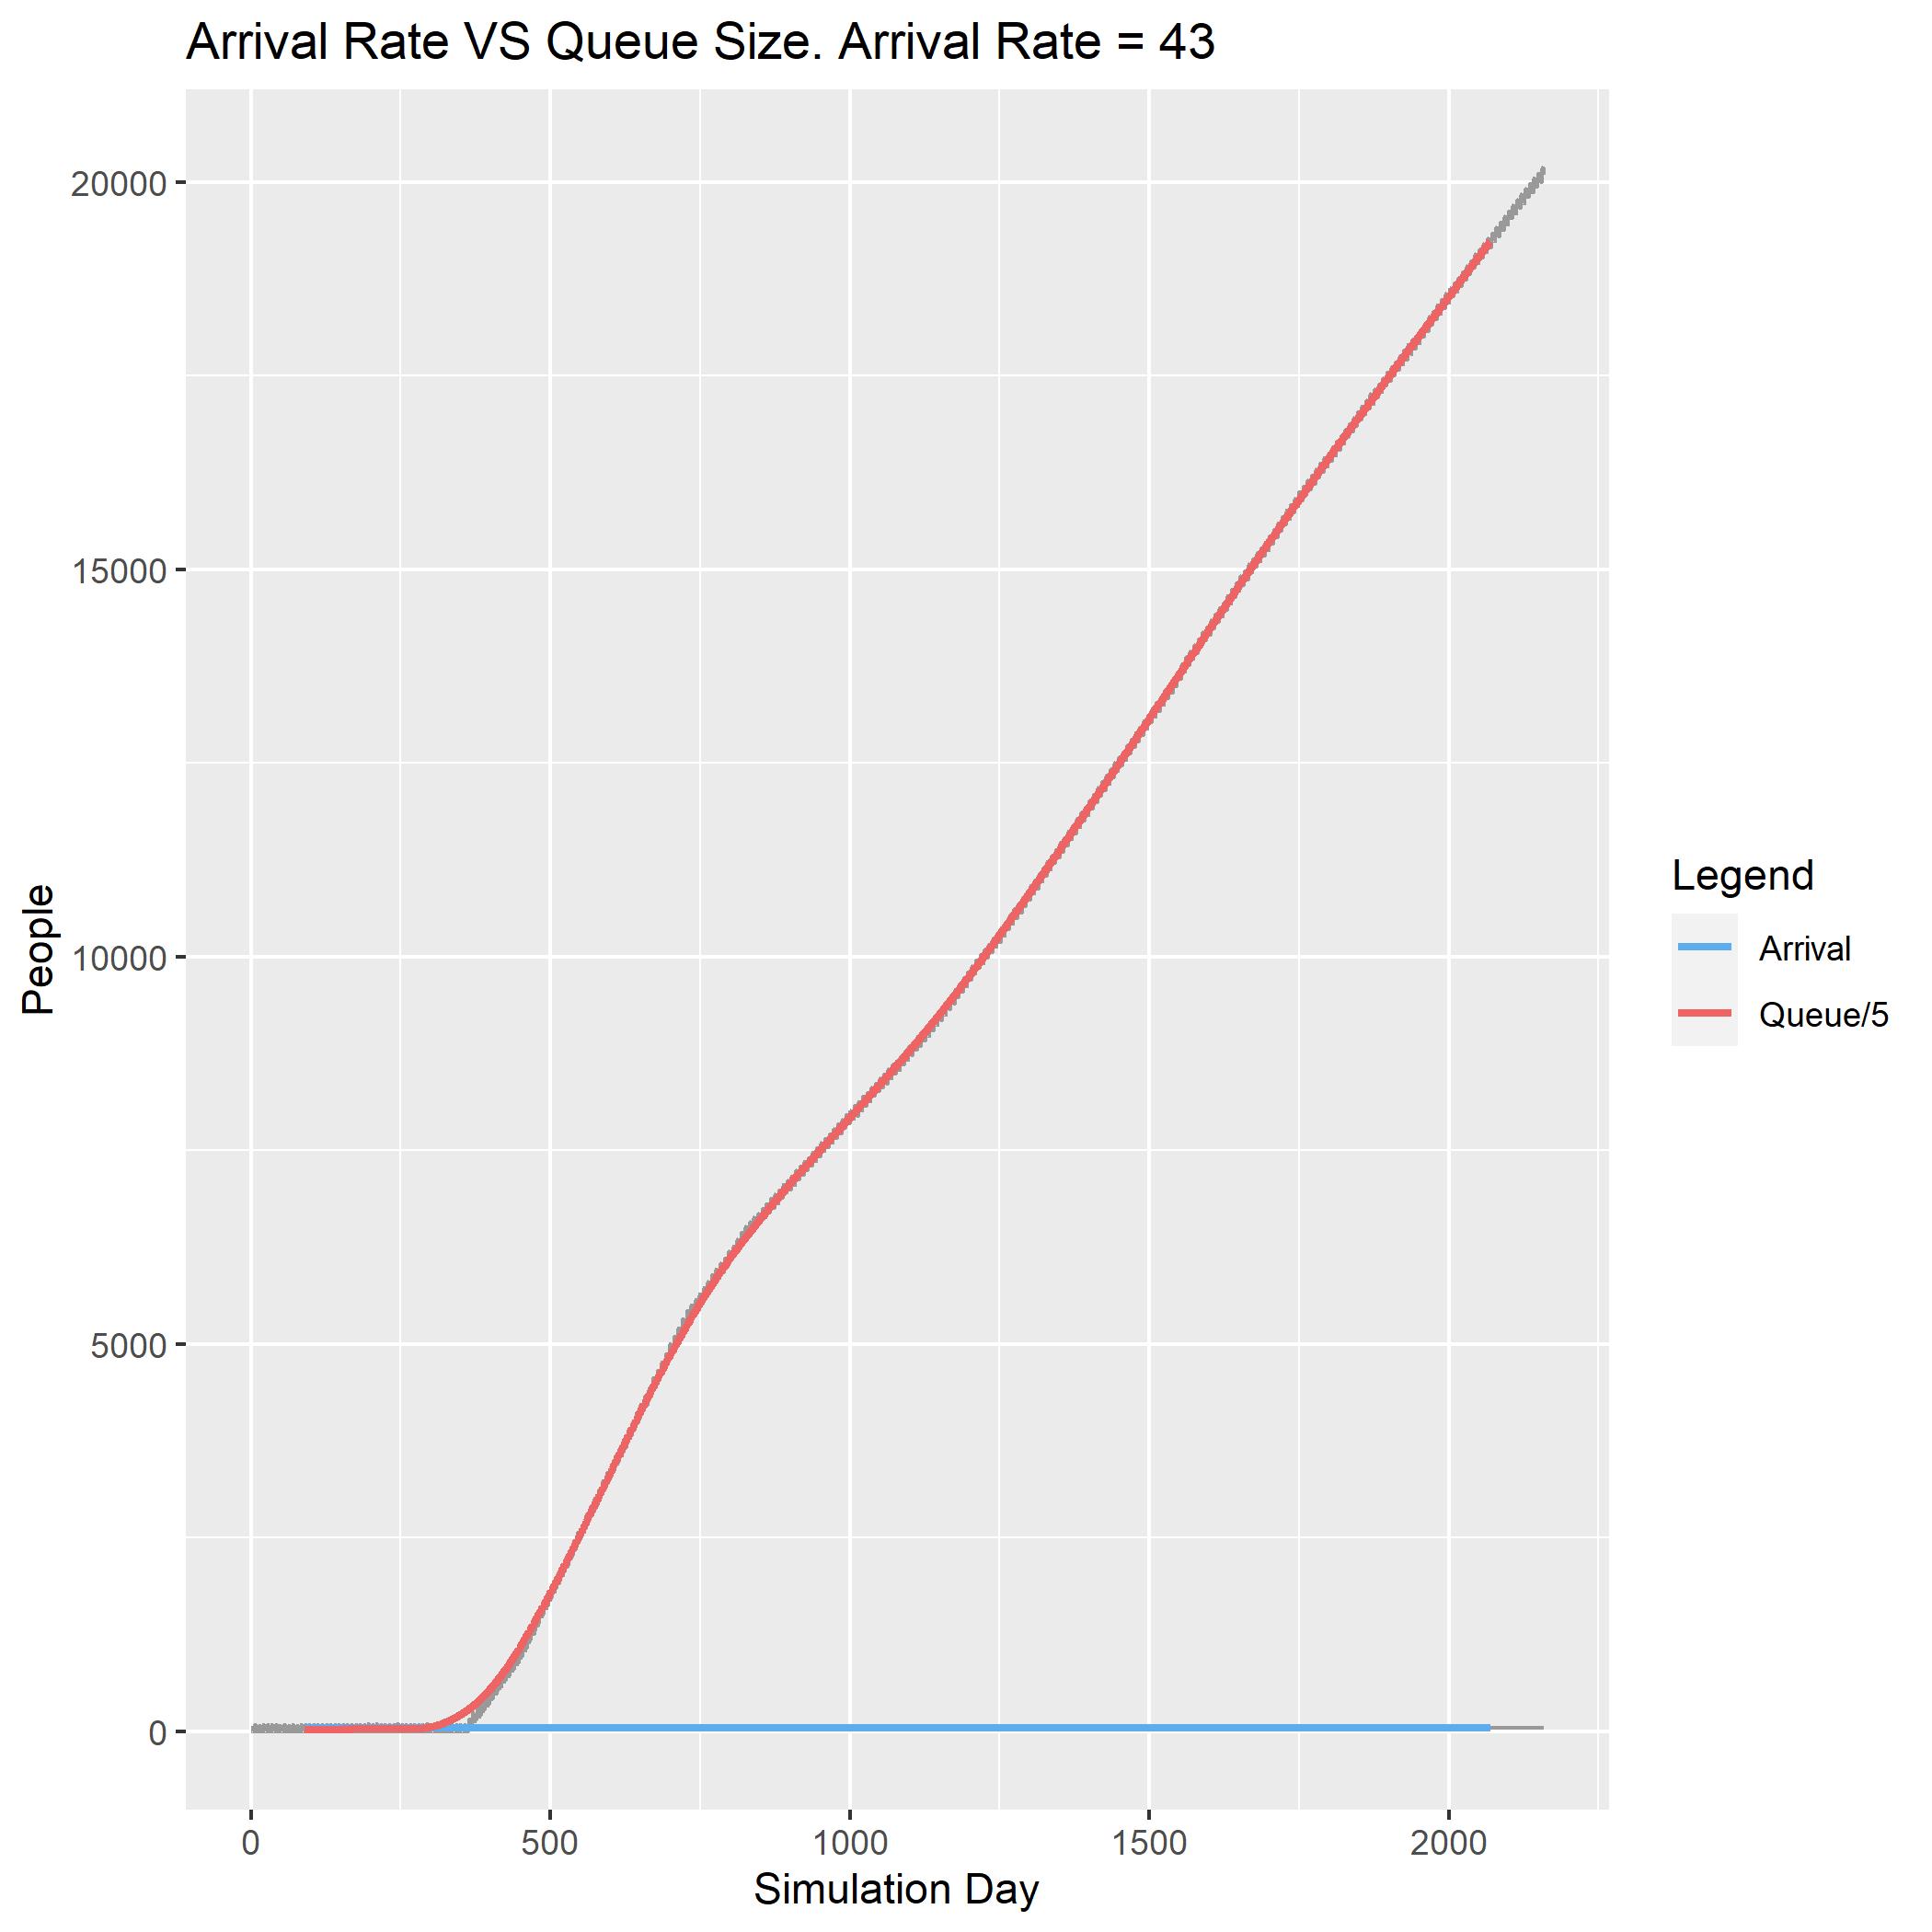 Arrival Rate VS Queue Size. Arrival Rate = 43
20000
15000
10000
5000
0
People
0 500 1000 1500 2000
Simulation Day
Legend
Arrival
Queue/5